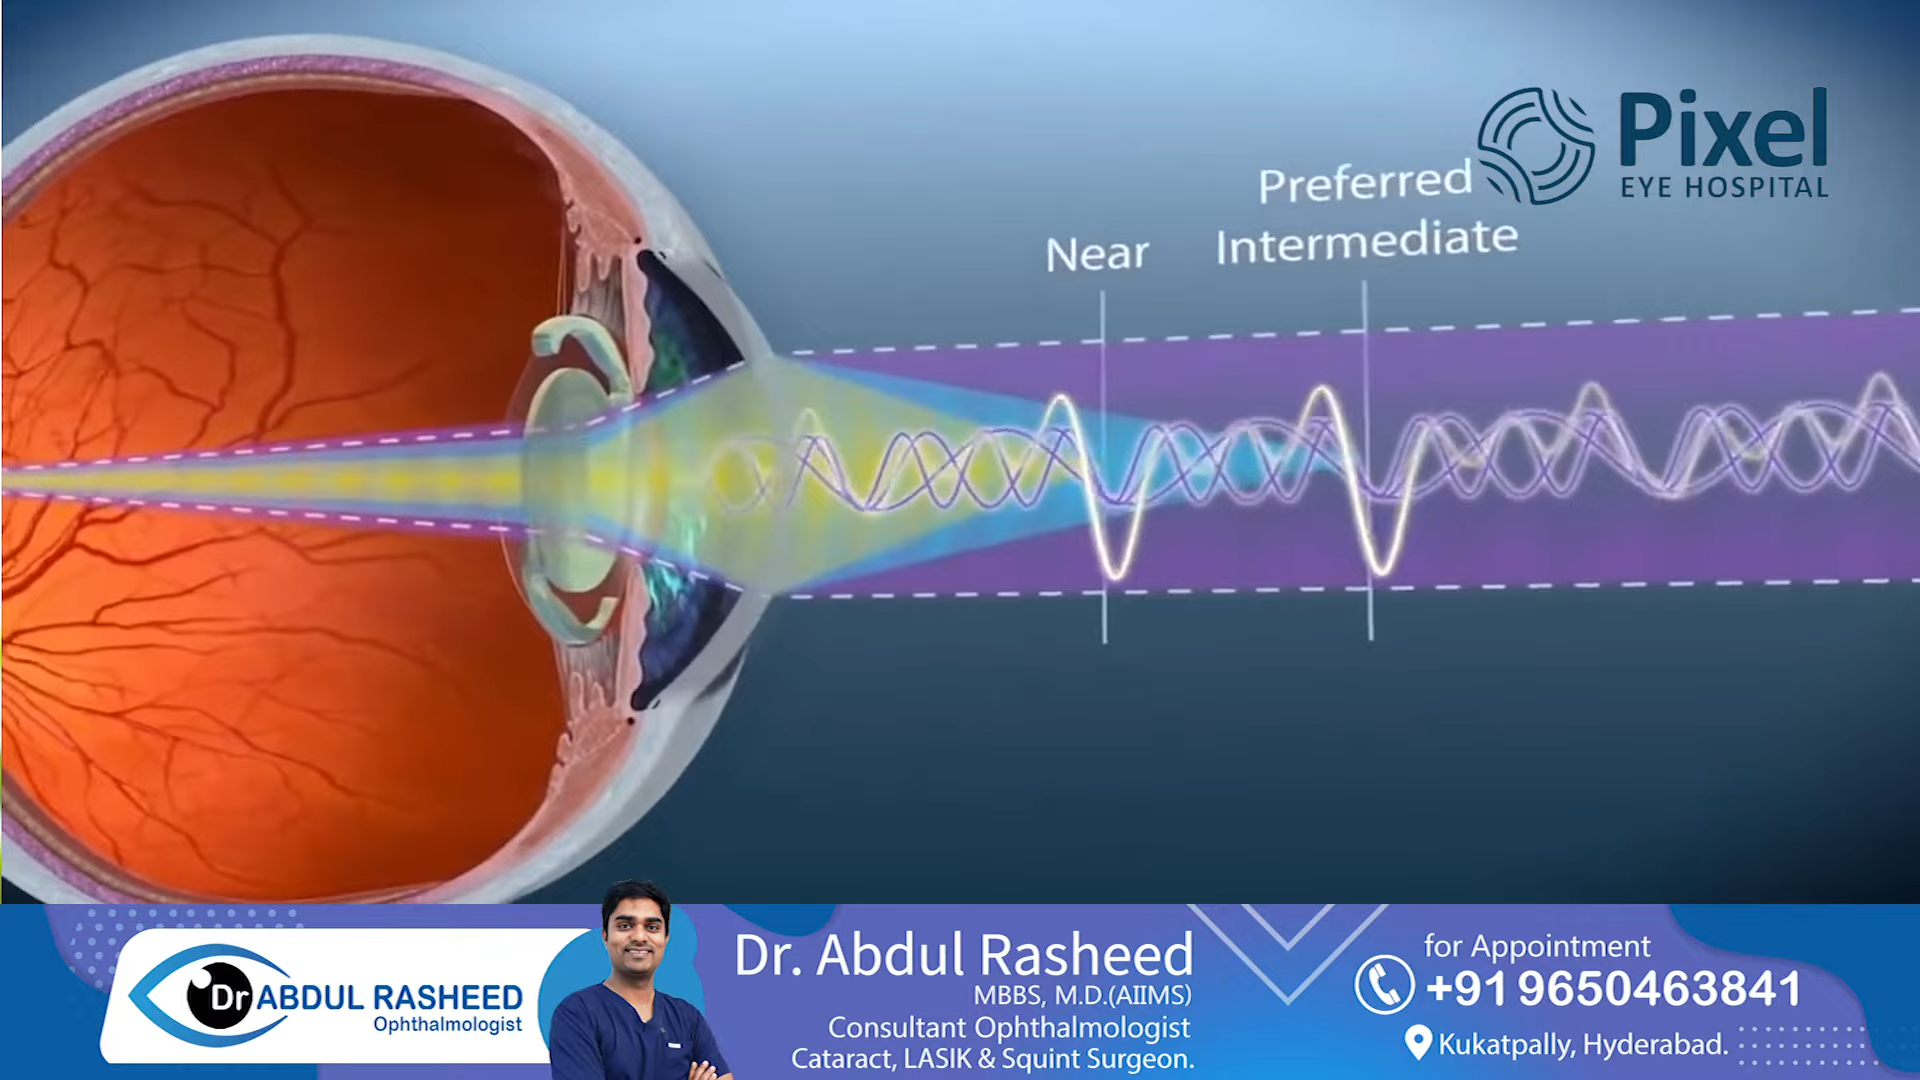 Pixel
EYE HOSPITAL
Preferred
Intermediate
Near
Dr ABDUL RASHEED
Ophthalmologist
Dr. Abdul Rasheed
MBBS, M.D.(AIIMS)
Consultant Ophthalmologist
Cataract, LASIK & Squint Surgeon.
for Appointment
+91 9650463841
Kukatpally, Hyderabad.